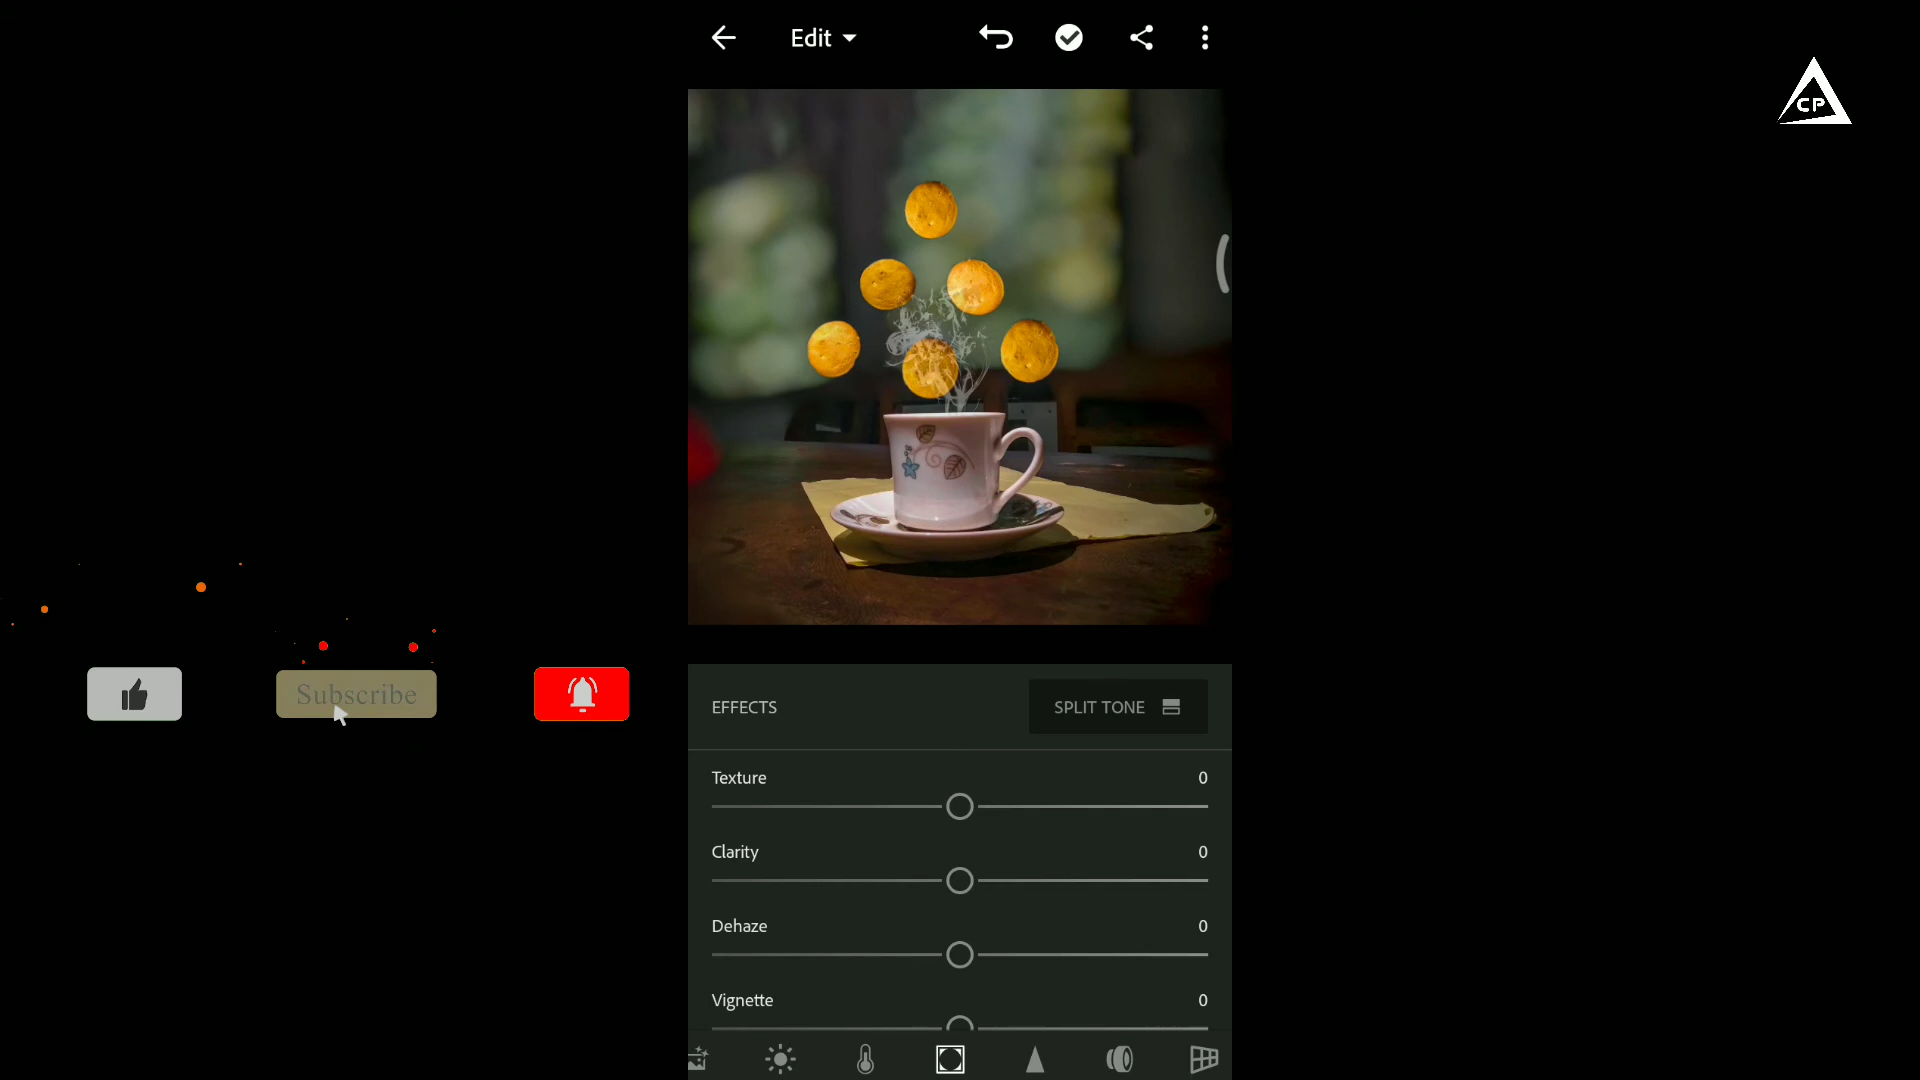 Edit
CP
Subscribe
EFFECTS
SPLIT TONE
Texture 0
Clarity 0
Dehaze 0
Vignette 0